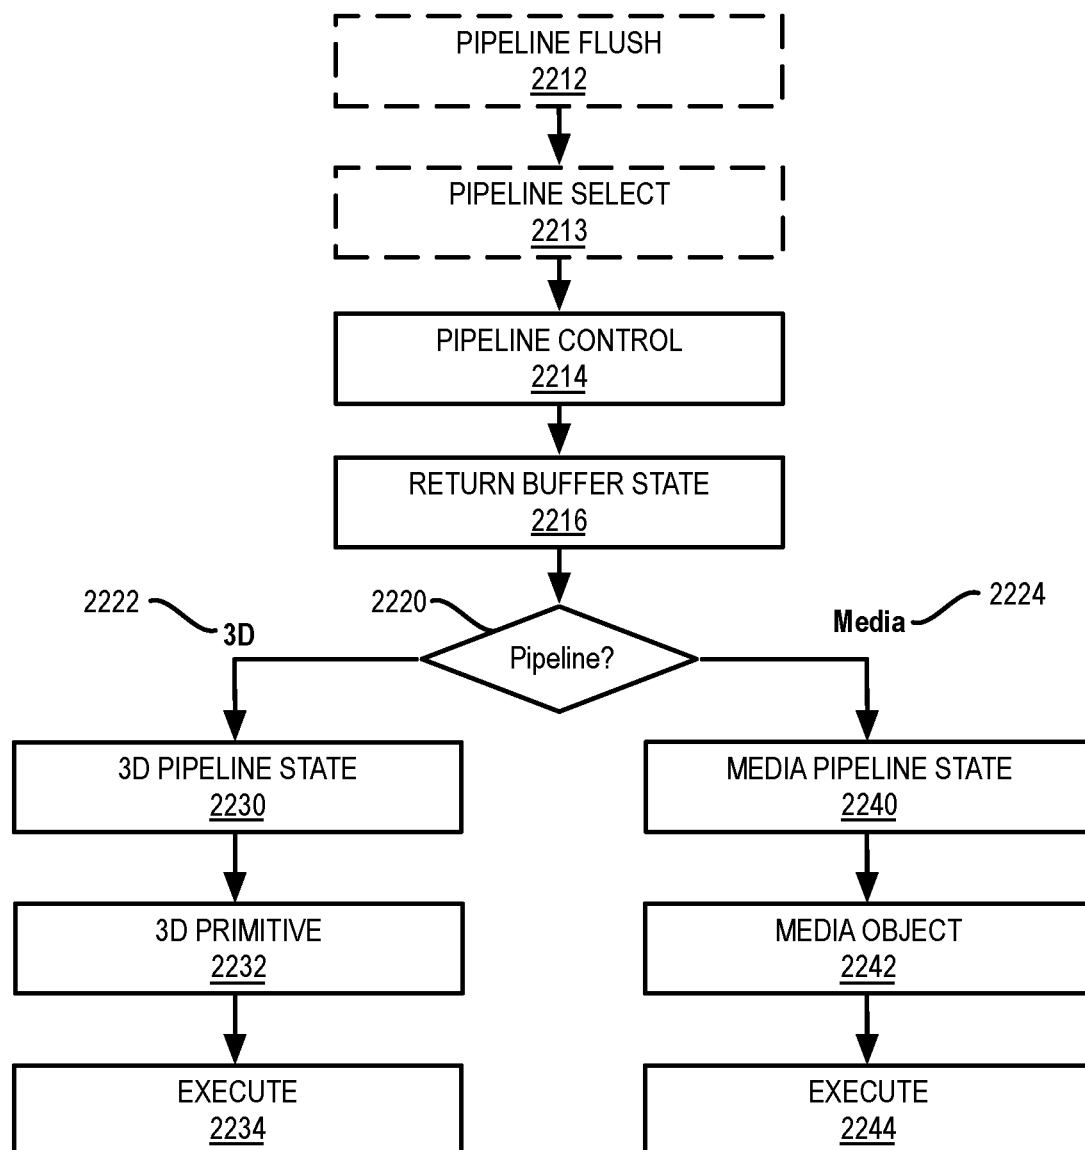 PIPELINE FLUSH
2212
PIPELINE SELECT
2213
PIPELINE CONTROL
2214
RETURN BUFFER STATE
2216
2222
3D
2220
Pipeline?
Media
2224
3D PIPELINE STATE
2230
MEDIA PIPELINE STATE
2240
3D PRIMITIVE
2232
MEDIA OBJECT
2242
EXECUTE
2234
EXECUTE
2244